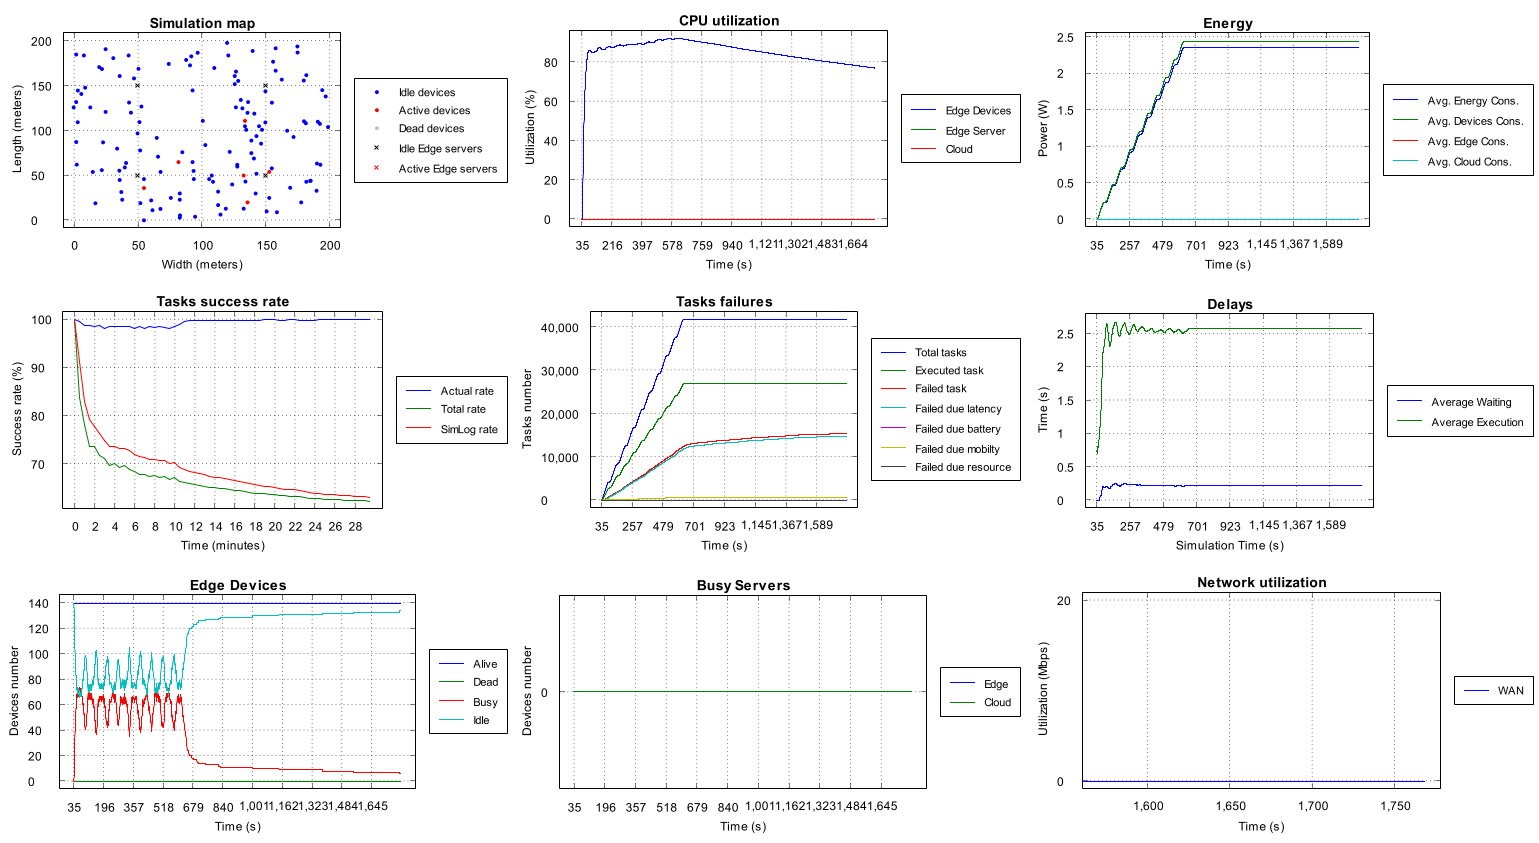 Simulation map
Length (meters)
200
150
100
50
0
0 50 100 150 200
Width (meters)
Idle devices
Active devices
Dead devices
Idle Edge servers
Active Edge servers
CPU utilization
Utilization (%)
80
60
40
20
0
35 216 397 578 759 940 1,1211,3021,4831,664
Time (s)
Edge Devices
Edge Server
Cloud
Energy
Power (W)
2.5
2
1.5
1
0.5
0
35 257 479 701 923 1,145 1,367 1,589
Time (s)
Avg. Energy Cons.
Avg. Devices Cons.
Avg. Edge Cons.
Avg. Cloud Cons.
Tasks success rate
Success rate (%)
100
90
80
70
0 2 4 6 8 10 12 14 16 18 20 22 24 26 28
Time (minutes)
Actual rate
Total rate
SimLog rate
Tasks failures
Tasks number
40,000
30,000
20,000
10,000
0
35 257 479 701 923 1,1451,3671,589
Time (s)
Total tasks
Executed task
Failed task
Failed due latency
Failed due battery
Failed due mobilty
Failed due resource
Delays
Time (s)
2.5
2
1.5
1
0.5
0
35 257 479 701 923 1,145 1,367 1,589
Simulation Time (s)
Average Waiting
Average Execution
Edge Devices
Devices number
140
120
100
80
60
40
20
0
35 196 357 518 679 840 1,0011,1621,3231,4841,645
Time (s)
Alive
Dead
Busy
Idle
Busy Servers
Devices number
0
35 196 357 518 679 840 1,0011,1621,3231,4841,645
Time (s)
Edge
Cloud
Network utilization
Utilization (Mbps)
20
0
1,600 1,650 1,700 1,750
Time (s)
WAN